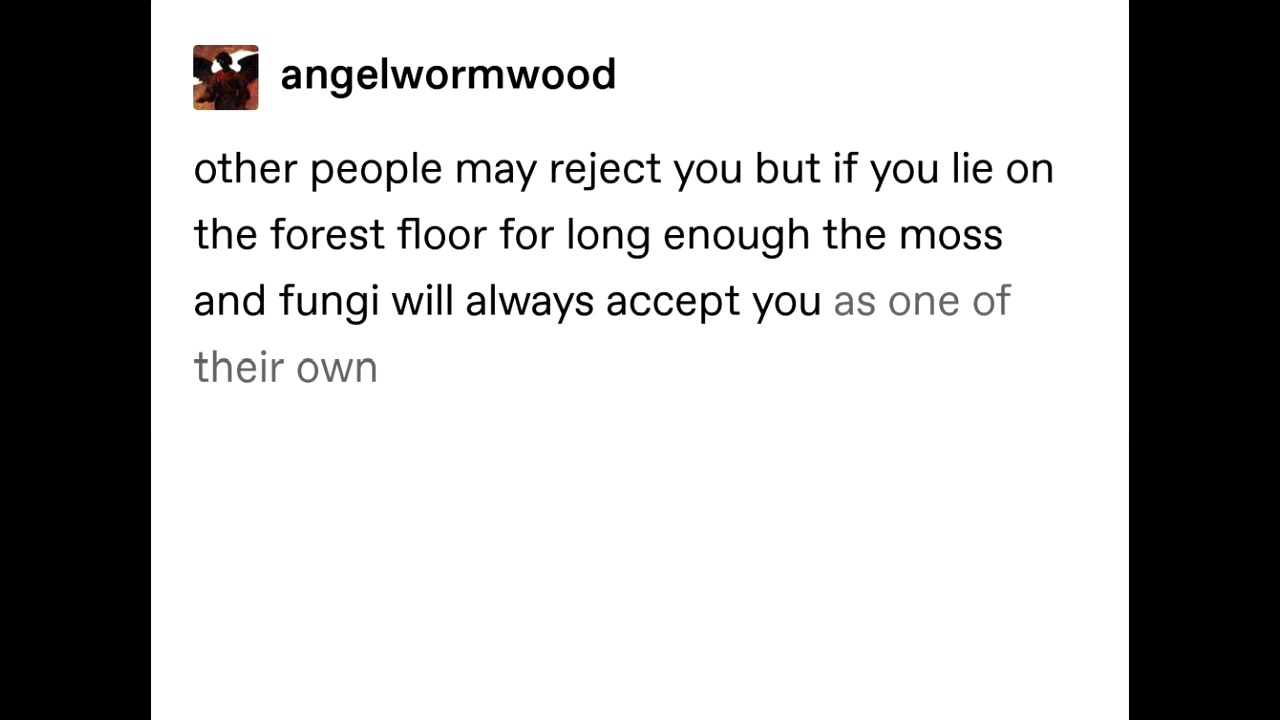 angelwormwood
other people may reject you but if you lie on
the forest floor for long enough the moss
and fungi will always accept you as one of
their own